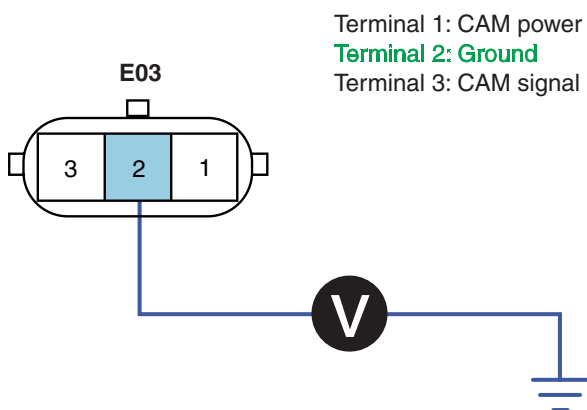 Terminal 1: CAM power
Terminal 2: Ground
Terminal 3: CAM signal
E03
3 2 1
V